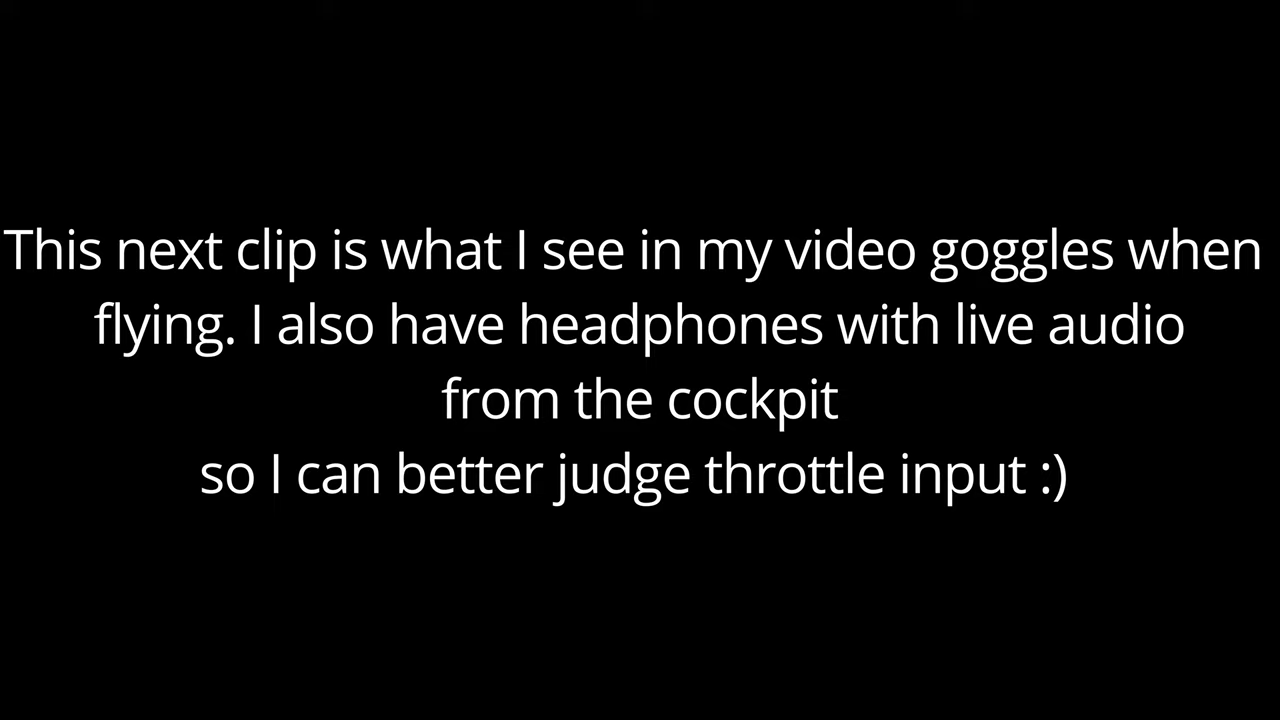 This next clip is what I see in my video goggles when
flying. I also have headphones with live audio
from the cockpit
so I can better judge throttle input :)